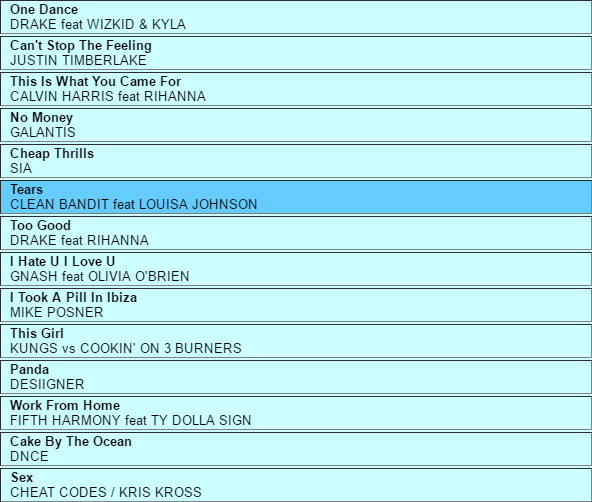 One Dance
DRAKE feat WIZKID & KYLA
Can't Stop The Feeling
JUSTIN TIMBERLAKE
This Is What You Came For
CALVIN HARRIS feat RIHANNA
No Money
GALANTIS
Cheap Thrills
SIA
Tears
CLEAN BANDIT feat LOUISA JOHNSON
Too Good
DRAKE feat RIHANNA
I Hate U I Love U
GNASH feat OLIVIA O'BRIEN
I Took A Pill In Ibiza
MIKE POSNER
This Girl
KUNGS vs COOKIN' ON 3 BURNERS
Panda
DESIIGNER
Work From Home
FIFTH HARMONY feat TY DOLLA SIGN
Cake By The Ocean
DNCE
Sex
CHEAT CODES / KRIS KROSS